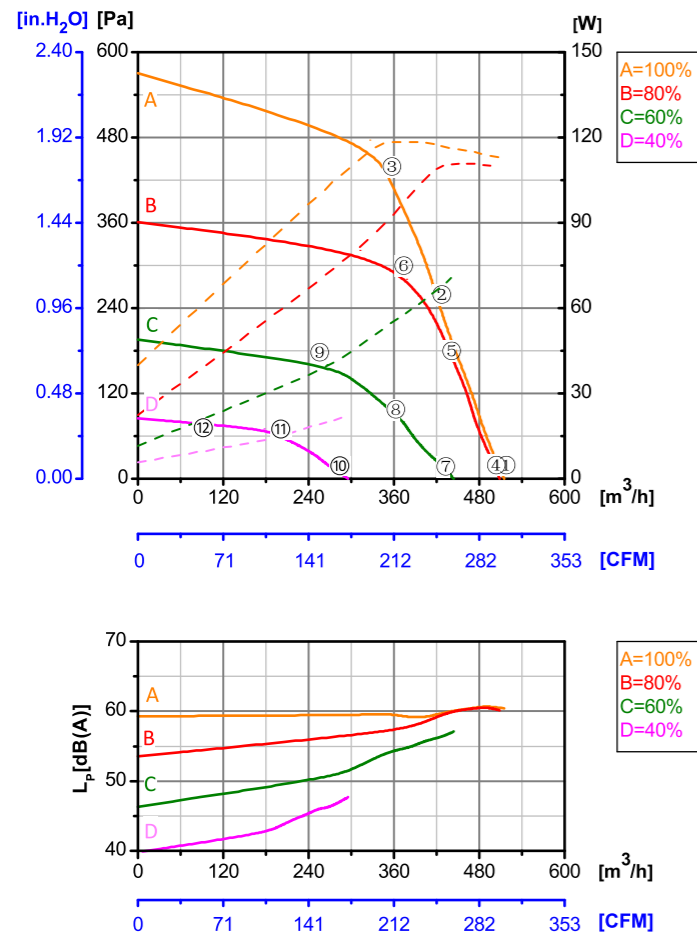 [in.H2O] [Pa] [W]
2.40 600 150
A=100%
B=80%
C=60%
D=40%
A
1.92 480 120
③
B
1.44 360 90
⑥
0.96 240 60
②
C
⑨ ⑤
0.48 120 30
D
⑫ ⑪ ⑧
⑩ ⑦ ④①
0.00 0 0
0 120 240 360 480 600 [m3/h]
0 71 141 212 282 353 [CFM]
70
A=100%
B=80%
C=60%
D=40%
A
60
B
LP[dB(A)]
50
C
D
40
0 120 240 360 480 600 [m3/h]
0 71 141 212 282 353 [CFM]